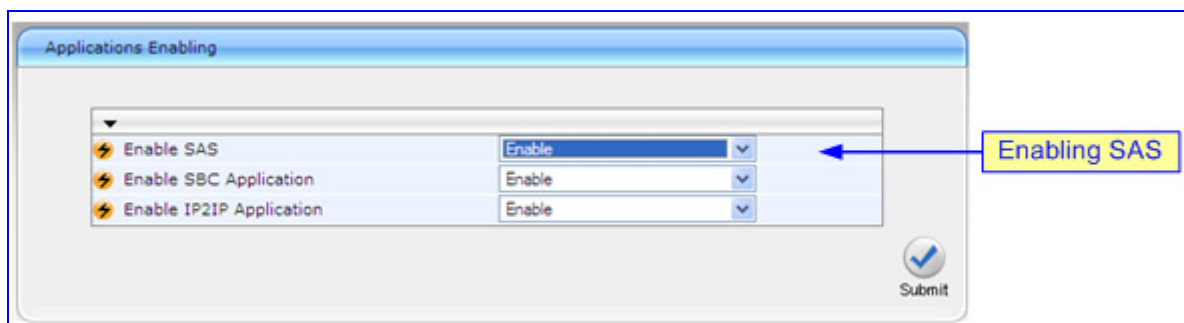 Applications Enabling
Enable SAS Enable
Enabling SAS
Enable SBC Application Enable
Enable IP2IP Application Enable
Submit